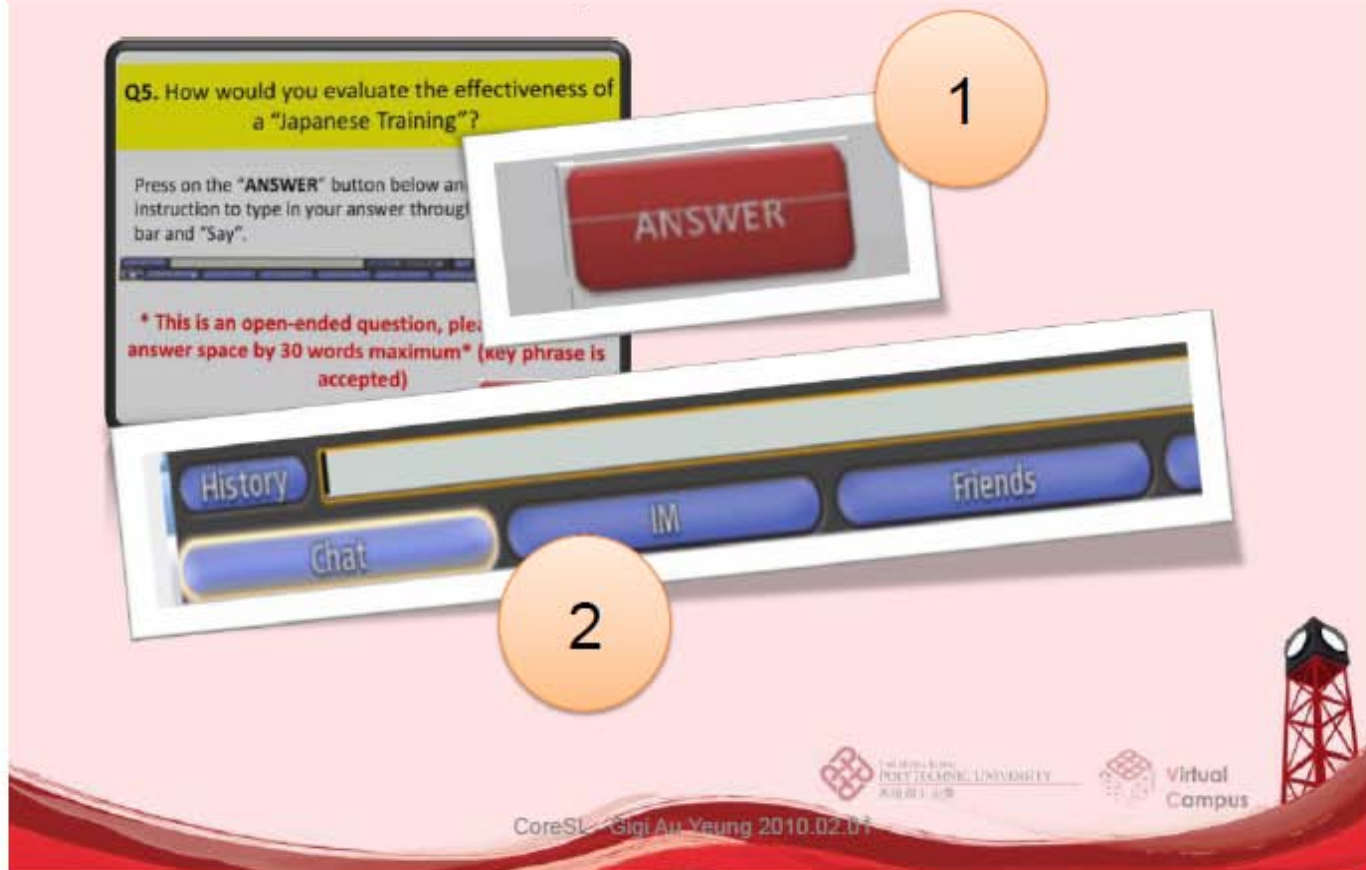 Q5. How would you evaluate the effectiveness of
a "Japanese Training"?
Press on the "ANSWER" button below an
instruction to type in your answer throug
bar and "Say".
* This is an open-ended question, plea
answer space by 30 words maximum* (key phrase is
accepted)
1
ANSWER
History
Chat
IM
Friends
2
POLYTECHNIC UNIVERSITY
Virtual
Campus
CoreSL - Gigi Au Yeung 2010.02.01